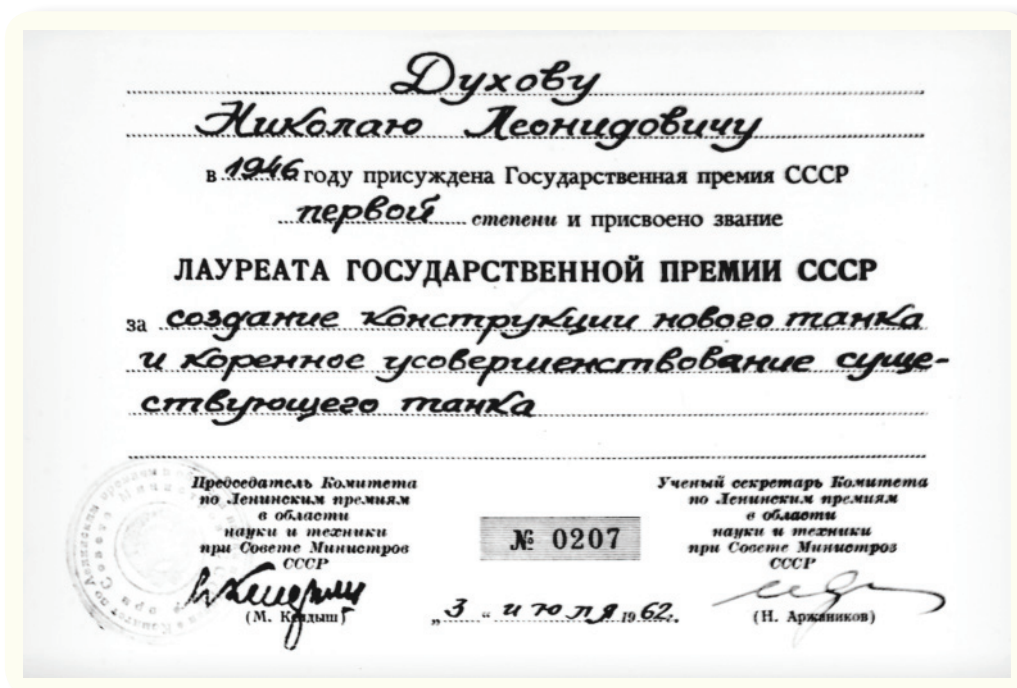 Духову
Николаю Леонидовичу
в 1946 году присуждена Государственная премия СССР
первой степени и присвоено звание
ЛАУРЕАТА ГОСУДАРСТВЕННОЙ ПРЕМИИ СССР
за создание конструкции нового танка
и коренное усовершенствование суще-
ствующего танка
Председатель Комитета
по Ленинским премиям
в области
науки и техники
при Совете Министров
СССР
(М. Келдыш)
№ 0207
„3“ июля 1962.
Ученый секретарь Комитета
по Ленинским премиям
в области
науки и техники
при Совете Министров
СССР
(Н. Аржаников)